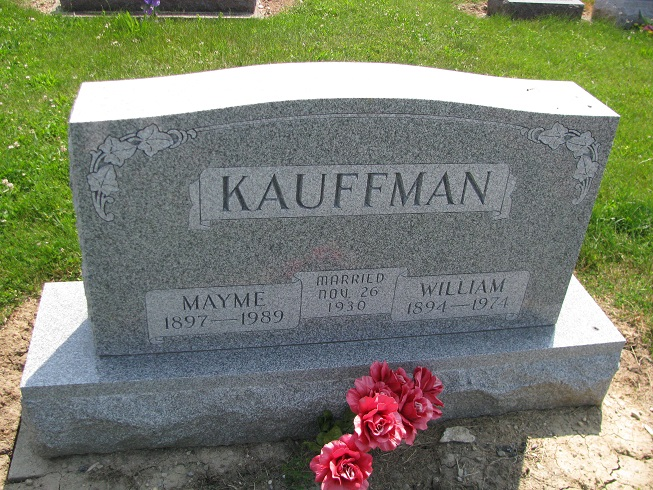 KAUFFMAN
MARRIED
NOV. 26
1930
MAYME
1897—1989
WILLIAM
1894—1974